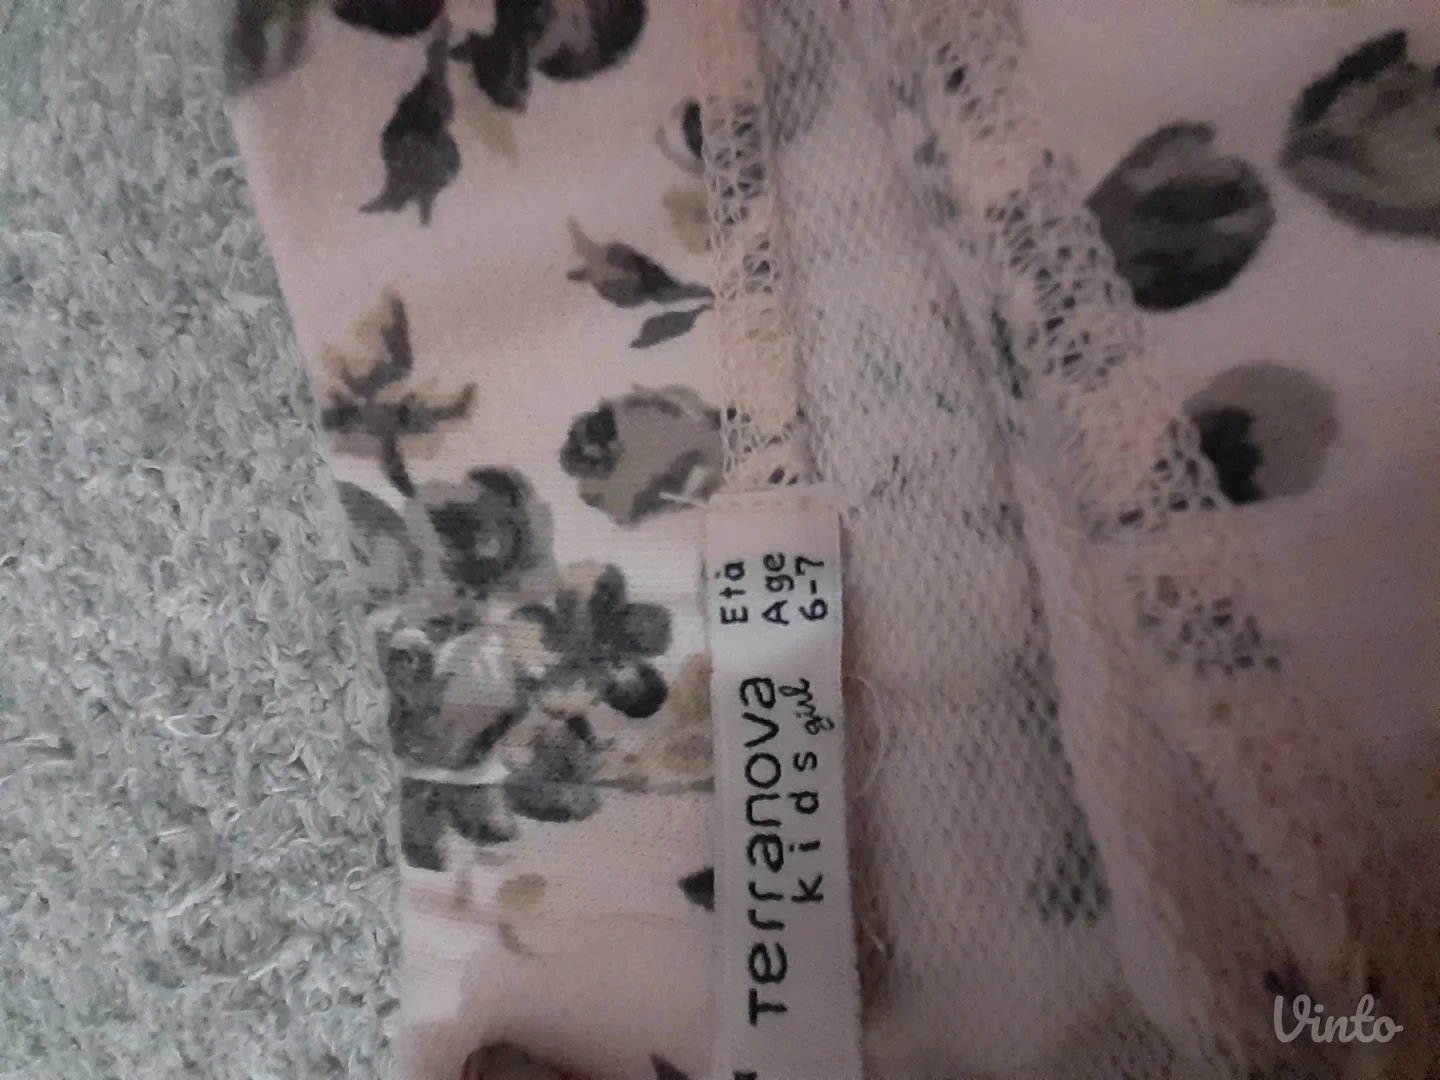 Terranova
kids girl
Età
Age
6-7
Vinto